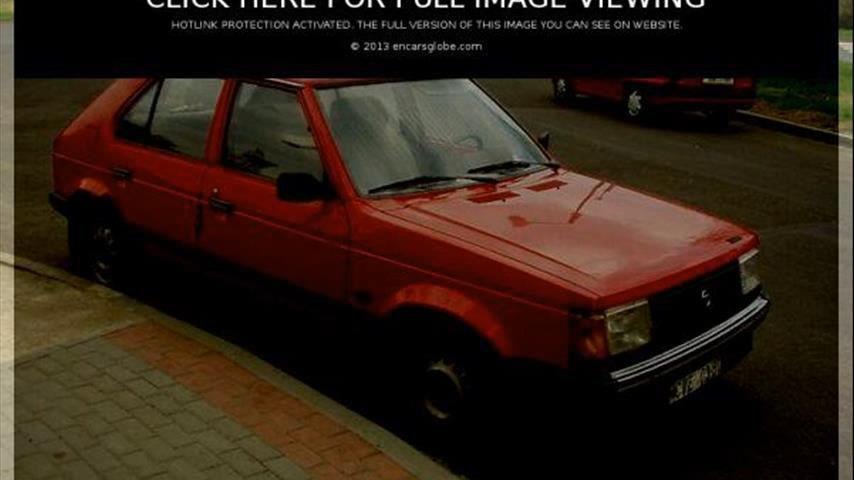 CLICK HERE FOR FULL IMAGE VIEWING
HOTLINK PROTECTION ACTIVATED. THE FULL VERSION OF THIS IMAGE YOU CAN SEE ON WEBSITE.
© 2013 encarsglobe.com